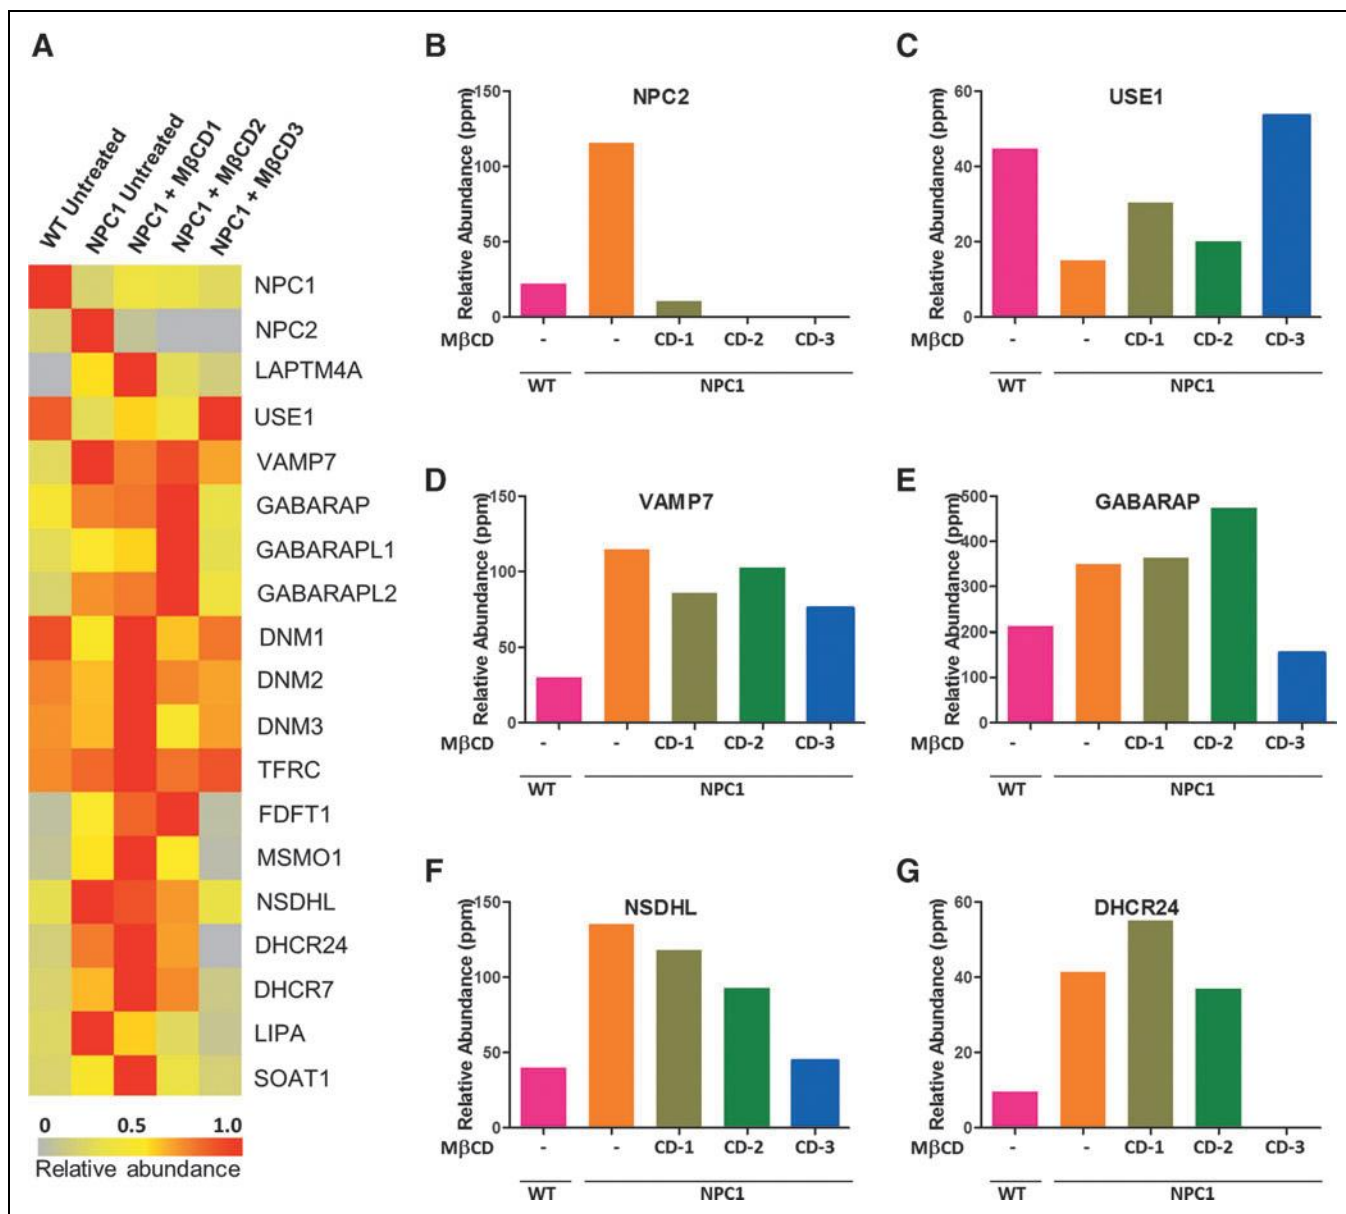 A
WT Untreated
NPC1 Untreated
NPC1 + MβCD1
NPC1 + MβCD2
NPC1 + MβCD3
NPC1
NPC2
LAPTM4A
USE1
VAMP7
GABARAP
GABARAPL1
GABARAPL2
DNM1
DNM2
DNM3
TFRC
FDFT1
MSMO1
NSDHL
DHCR24
DHCR7
LIPA
SOAT1
0 0.5 1.0
Relative abundance
B
NPC2
Relative Abundance (ppm)
150
100
50
0
MβCD - - CD-1 CD-2 CD-3
WT NPC1
C
USE1
Relative Abundance (ppm)
60
40
20
0
MβCD - - CD-1 CD-2 CD-3
WT NPC1
D
VAMP7
Relative Abundance (ppm)
150
100
50
0
MβCD - - CD-1 CD-2 CD-3
WT NPC1
E
GABARAP
Relative Abundance (ppm)
500
400
300
200
100
0
MβCD - - CD-1 CD-2 CD-3
WT NPC1
F
NSDHL
Relative Abundance (ppm)
150
100
50
0
MβCD - - CD-1 CD-2 CD-3
WT NPC1
G
DHCR24
Relative Abundance (ppm)
60
40
20
0
MβCD - - CD-1 CD-2 CD-3
WT NPC1